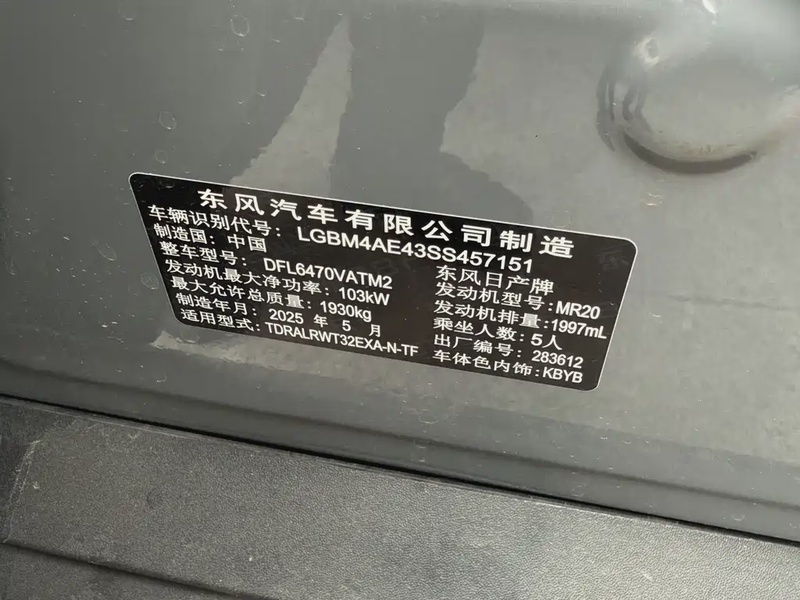 东风汽车有限公司制造
车辆识别代号: LGBM4AE43SS457151
制造国: 中国 东风日产牌
整车型号: DFL6470VATM2 发动机型号: MR20
发动机最大净功率: 103kW 发动机排量: 1997mL
最大允许总质量: 1930kg 乘坐人数: 5人
制造年月: 2025 年 5 月 出厂编号: 283612
适用型式: TDRALRWT32EXA-N-TF 车体色内饰: KBYB